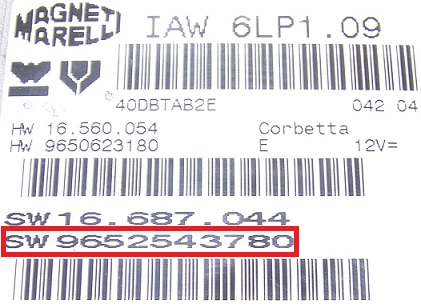 MAGNETI
MARELLI
IAW 6LP1.09
40DBTAB2E 042 04
HW 16.560.054 Corbetta
HW 9650623180 E 12V=
SW 16.687.044
SW 9652543780